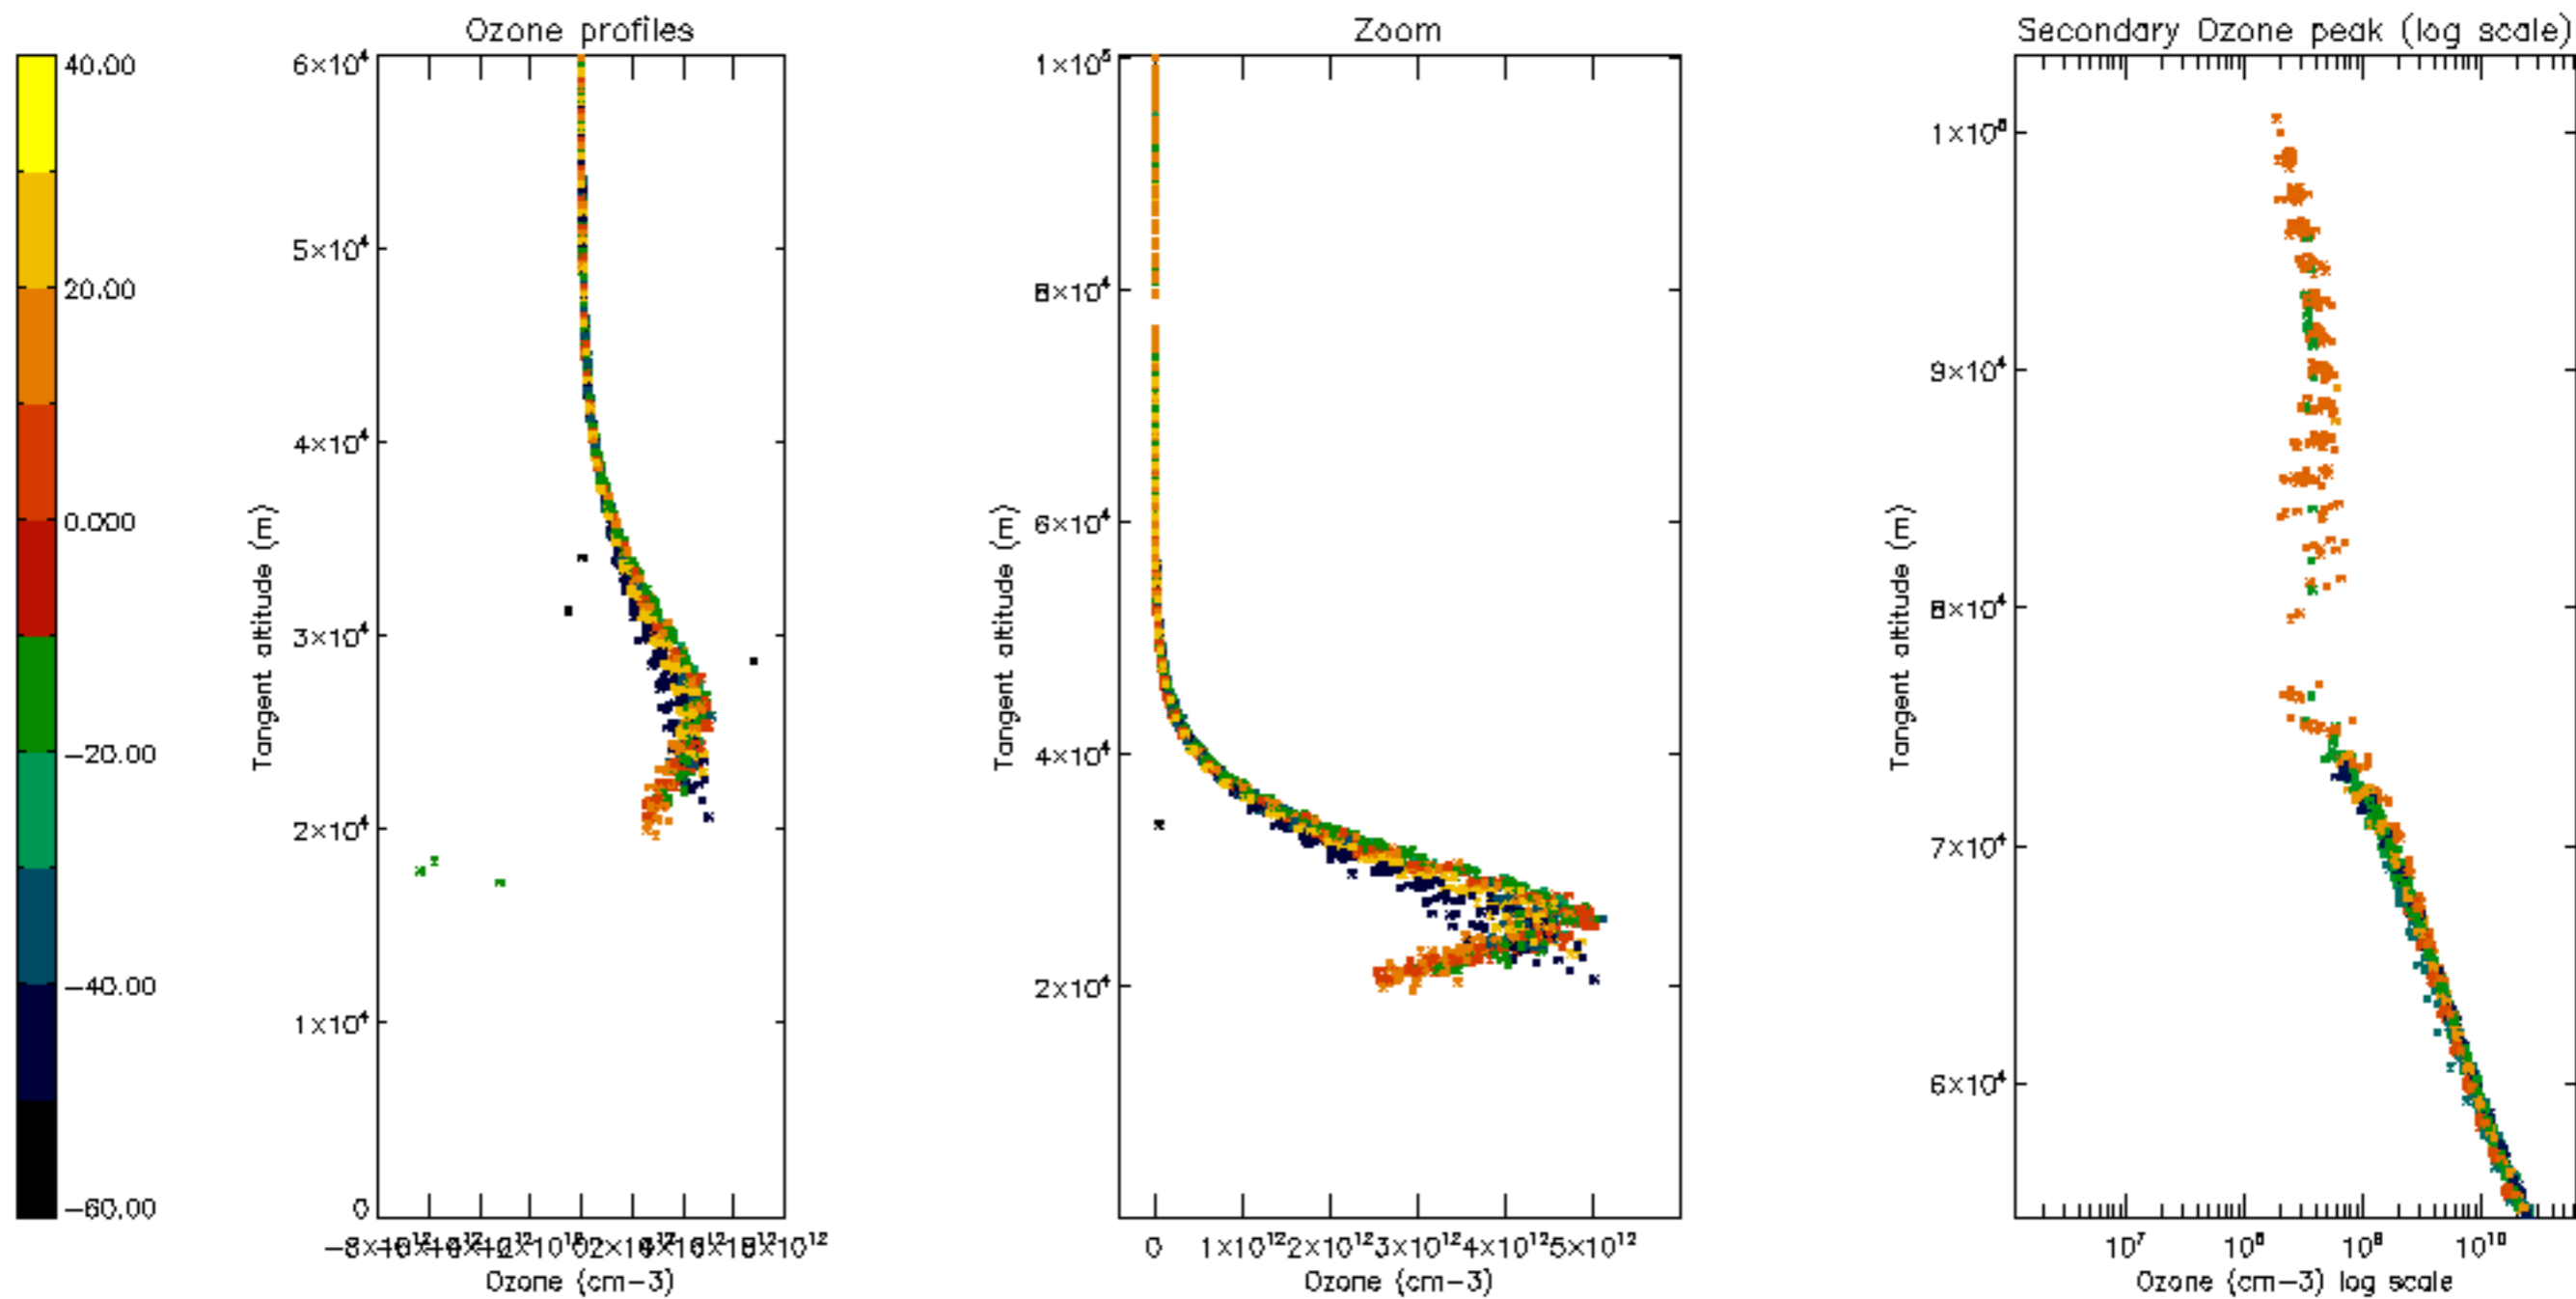 Ozone profiles
Zoom
Secondary Ozone peak (log scale)
40.00
20.00
0.000
−20.00
−40.00
−60.00
6×10⁴
5×10⁴
4×10⁴
3×10⁴
2×10⁴
1×10⁴
0
Tangent altitude (m)
Ozone (cm−3)
1×10⁵
8×10⁴
6×10⁴
4×10⁴
2×10⁴
Tangent altitude (m)
0 1×10¹² 2×10¹² 3×10¹² 4×10¹² 5×10¹²
Ozone (cm−3)
9×10⁴
8×10⁴
7×10⁴
6×10⁴
Tangent altitude (m)
10⁷ 10⁸ 10⁹ 10¹⁰
Ozone (cm−3) log scale